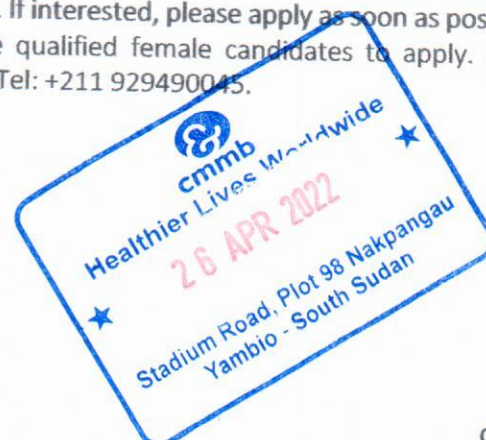 . If interested, please apply as soon as pos
qualified female candidates to apply.
Tel: +211 929490045.
cmmb
Healthier Lives Worldwide
26 APR 2022
Stadium Road, Plot 98 Nakpangau
Yambio - South Sudan